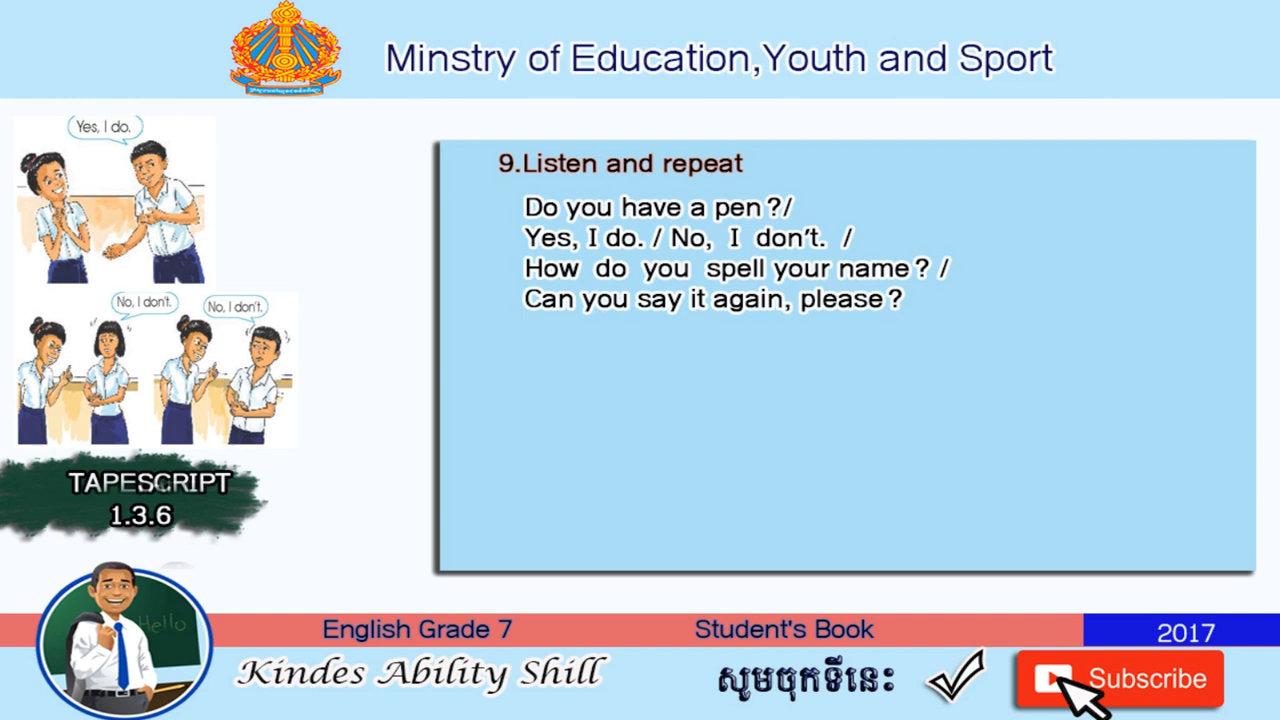 Minstry of Education,Youth and Sport
Yes, I do.
No, I don't.
No, I don't.
TAPESCRIPT
1.3.6
9.Listen and repeat
Do you have a pen?/
Yes, I do. / No, I don't. /
How do you spell your name? /
Can you say it again, please?
Hello
English Grade 7
Student's Book
2017
Kindes Ability Shill
សូមចុកទីនេះ
Subscribe